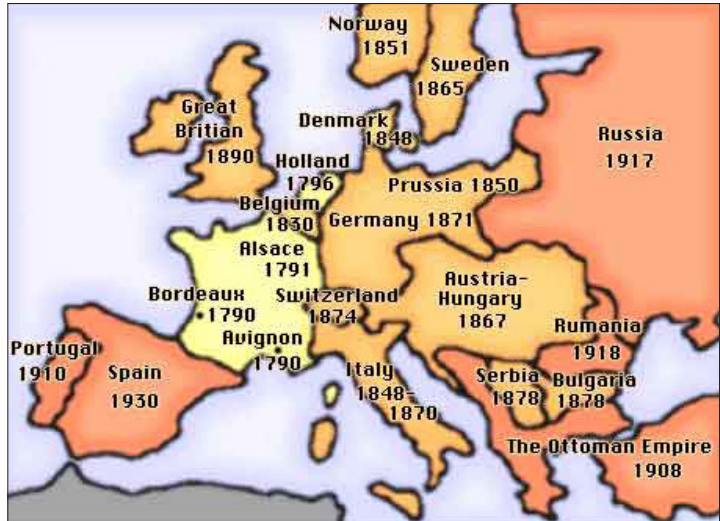 Norway
1851
Sweden
1865
Great
Britian
1890
Denmark
1848
Russia
1917
Holland
1796
Prussia 1850
Belgium
1830
Germany 1871
Alsace
1791
Austria-
Hungary
1867
Bordeaux
1790
Switzerland
1874
Rumania
1918
Avignon
1790
Portugal
1910
Spain
1930
Italy
1848-
1870
Serbia
1878
Bulgaria
1878
The Ottoman Empire
1908